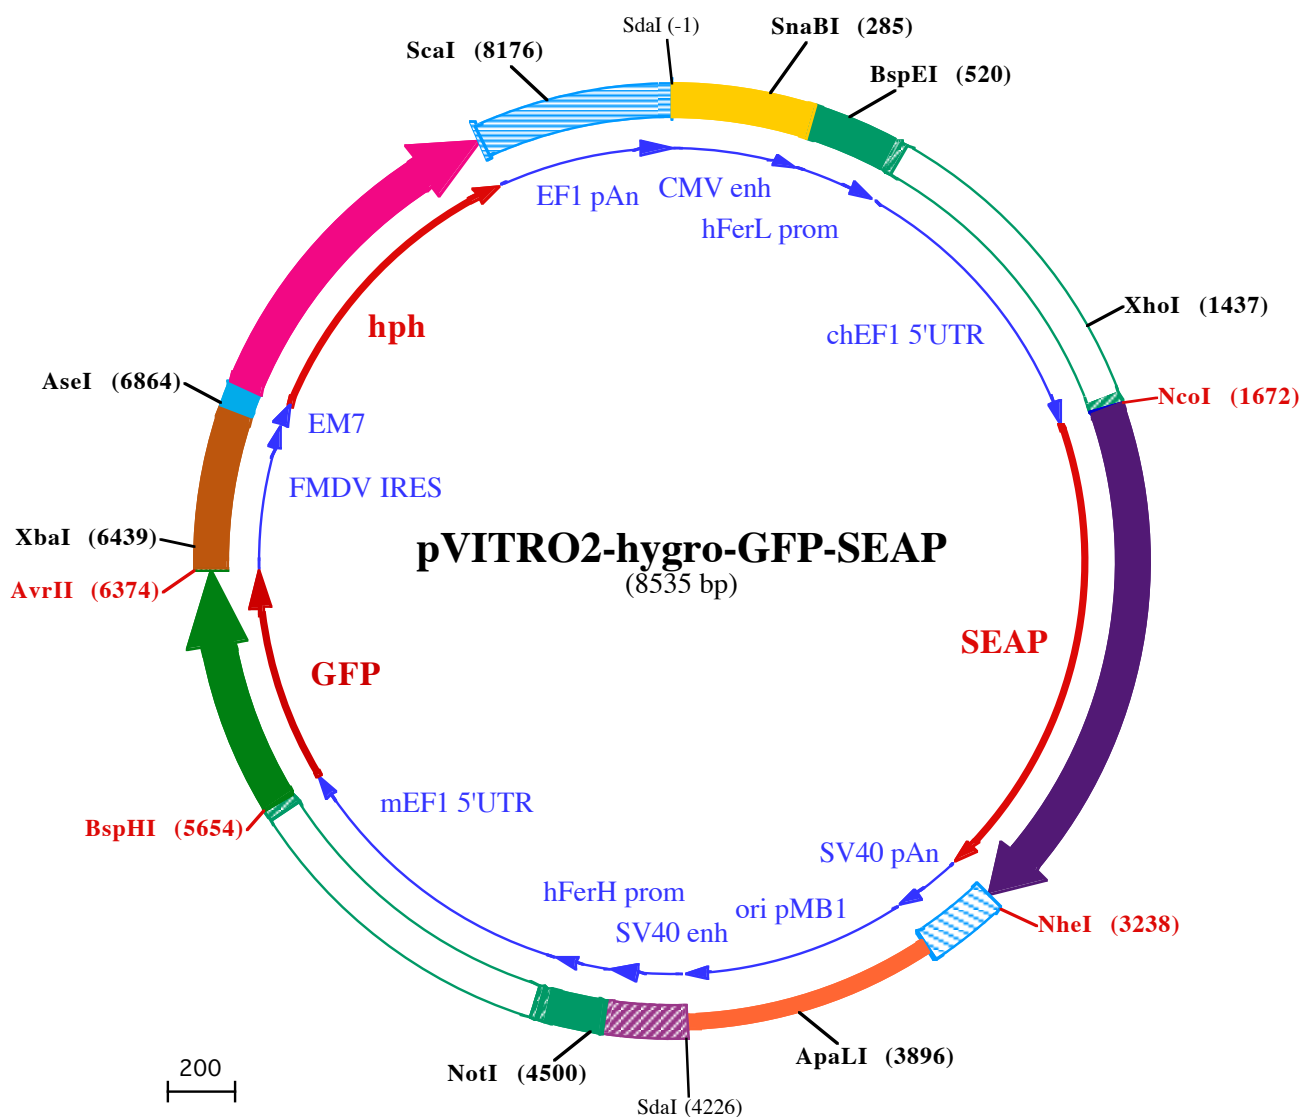 SdaI (-1)
SnaBI (285)
ScaI (8176)
BspEI (520)
EF1 pAn
CMV enh
hFerL prom
XhoI (1437)
hph
chEF1 5'UTR
AseI (6864)
NcoI (1672)
EM7
FMDV IRES
XbaI (6439)
pVITRO2-hygro-GFP-SEAP
(8535 bp)
AvrII (6374)
SEAP
GFP
mEF1 5'UTR
BspHI (5654)
SV40 pAn
hFerH prom
ori pMB1
SV40 enh
NheI (3238)
ApaLI (3896)
NotI (4500)
200
SdaI (4226)